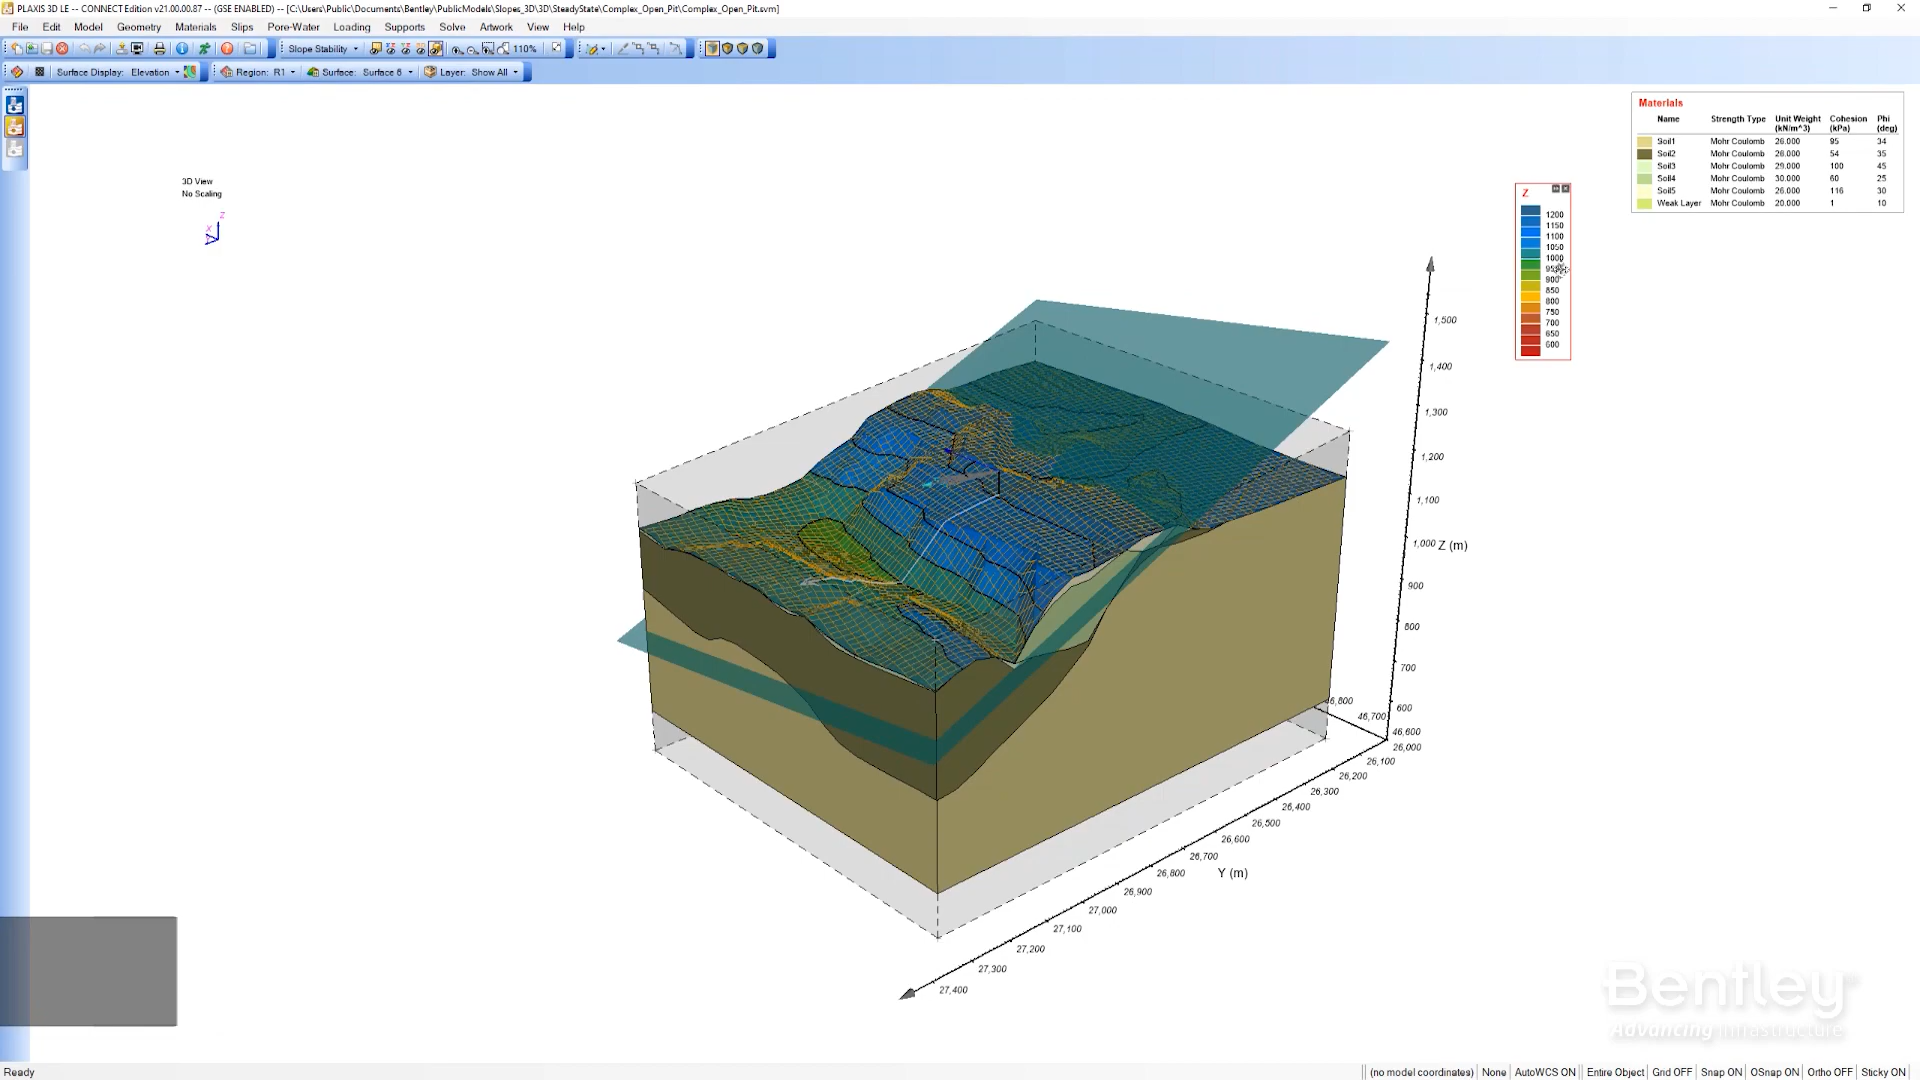 PLAXIS 3D LE -- CONNECT Edition v21.00.00.87 -- (GSE ENABLED) -- [C:\Users\Public\Documents\Bentley\PublicModels\Slopes_3D\3D\SteadyState\Complex_Open_Pit\Complex_Open_Pit.svm]
File Edit Model Geometry Materials Slips Pore-Water Loading Supports Solve Artwork View Help
Slope Stability 110%
Surface Display: Elevation Region: R1 Surface: Surface 6 Layer: Show All
3D View
No Scaling
Z
X
Materials
Name Strength Type Unit Weight (kN/m^3) Cohesion (kPa) Phi (deg)
Soil1 Mohr Coulomb 26.000 95 34
Soil2 Mohr Coulomb 26.000 54 35
Soil3 Mohr Coulomb 29.000 100 45
Soil4 Mohr Coulomb 30.000 60 25
Soil5 Mohr Coulomb 26.000 116 30
Weak Layer Mohr Coulomb 20.000 1 10
Z
1200
1150
1100
1050
1000
950
900
850
800
750
700
650
600
1,500
1,400
1,300
1,200
1,100
1,000 Z (m)
900
800
700
600
46,700
46,600
26,000
26,100
26,200
26,300
26,400
26,500
26,600
26,700
26,800 Y (m)
26,900
27,000
27,100
27,200
27,300
27,400
Bentley
Advancing Infrastructure
Ready (no model coordinates) None AutoWCS ON Entire Object Grid OFF Snap ON OSnap ON Ortho OFF Sticky ON